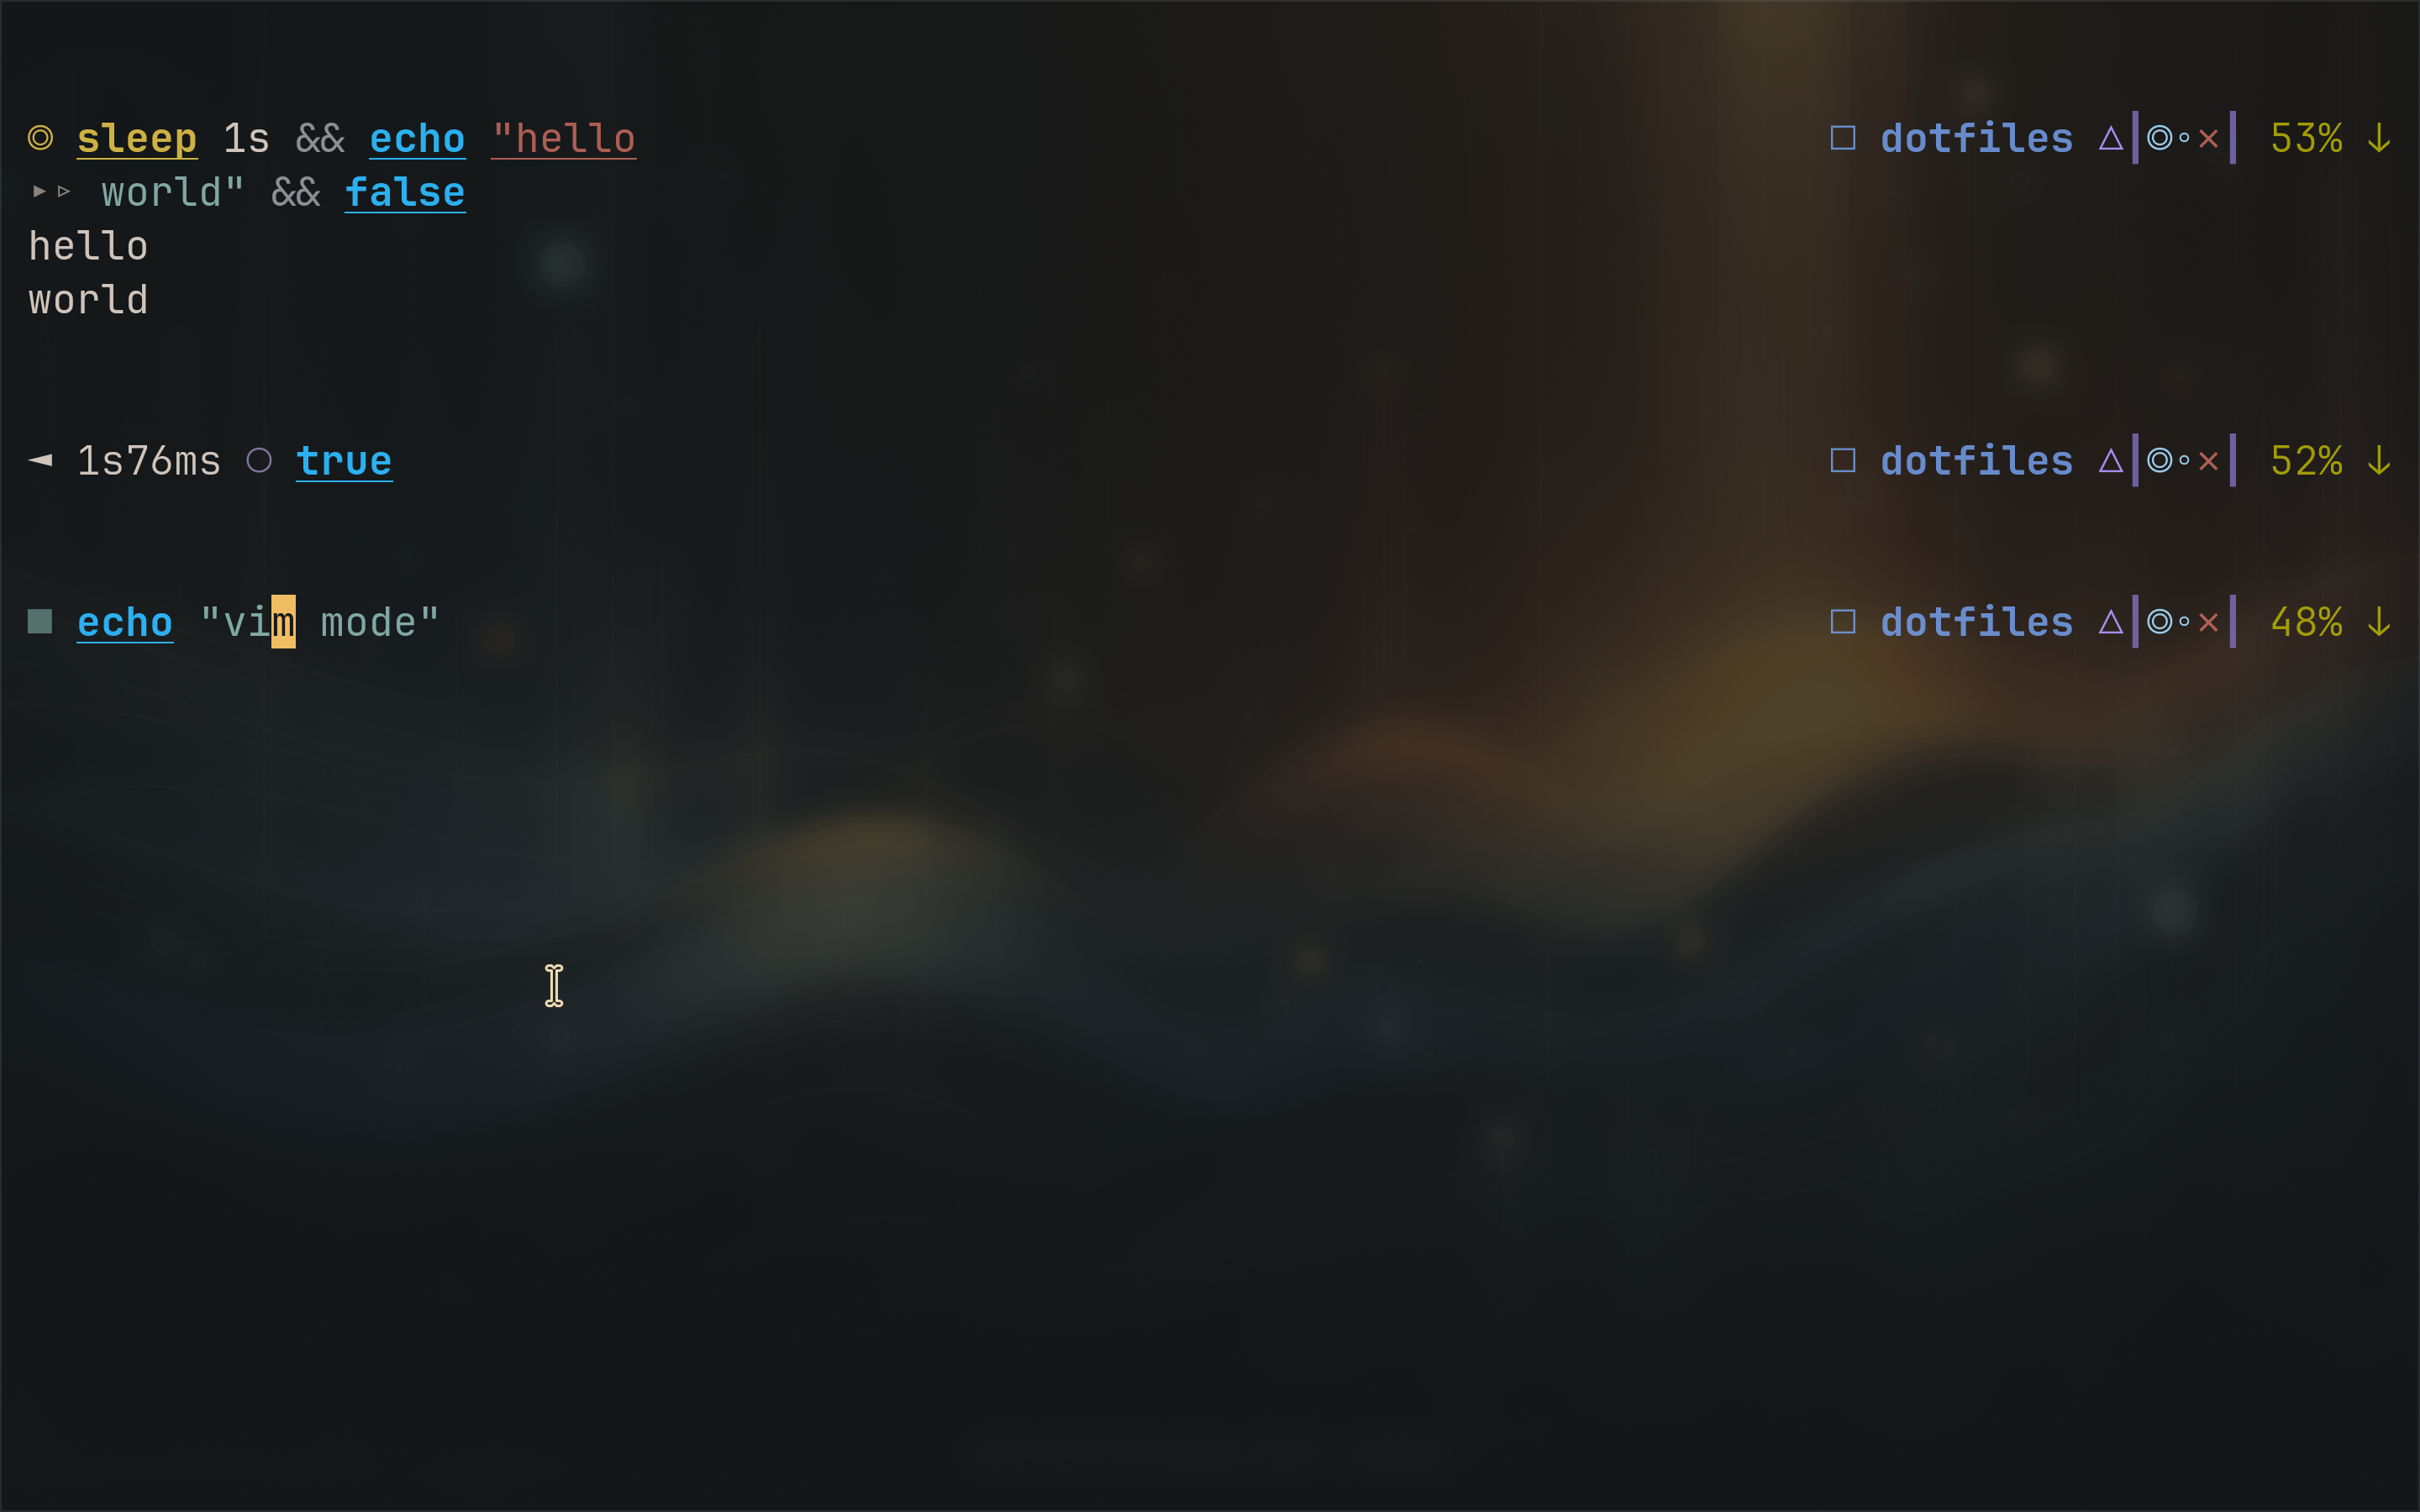 ◎ sleep 1s && echo "hello □ dotfiles △|◎◦×| 53% ↓
▶▹ world" && false
hello
world
◄ 1s76ms ○ true □ dotfiles △|◎◦×| 52% ↓
■ echo "vim mode" □ dotfiles △|◎◦×| 48% ↓